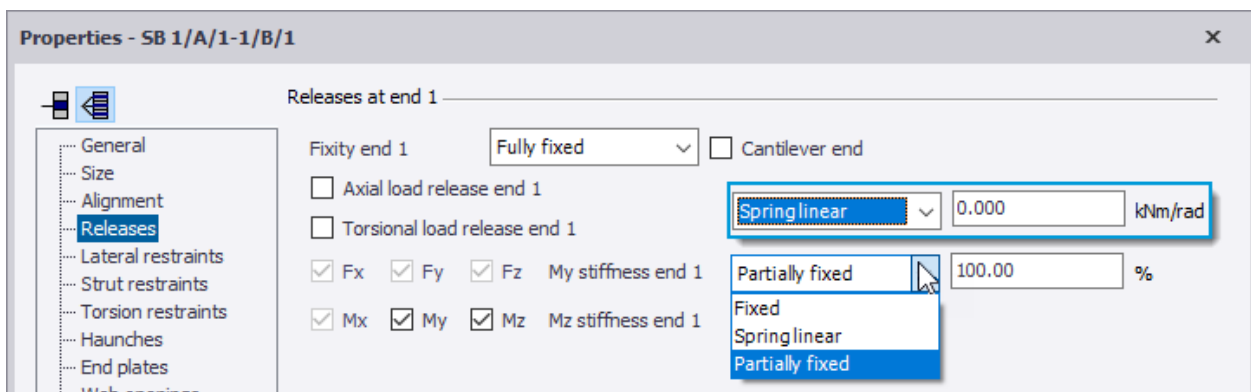 Properties - SB 1/A/1-1/B/1
Releases at end 1
General
Size
Alignment
Releases
Lateral restraints
Strut restraints
Torsion restraints
Haunches
End plates
Web openings
Fixity end 1 Fully fixed Cantilever end
Axial load release end 1
Spring linear 0.000 kNm/rad
Torsional load release end 1
Fx Fy Fz My stiffness end 1 Partially fixed 100.00 %
Fixed
Mx My Mz Mz stiffness end 1 Spring linear
Partially fixed